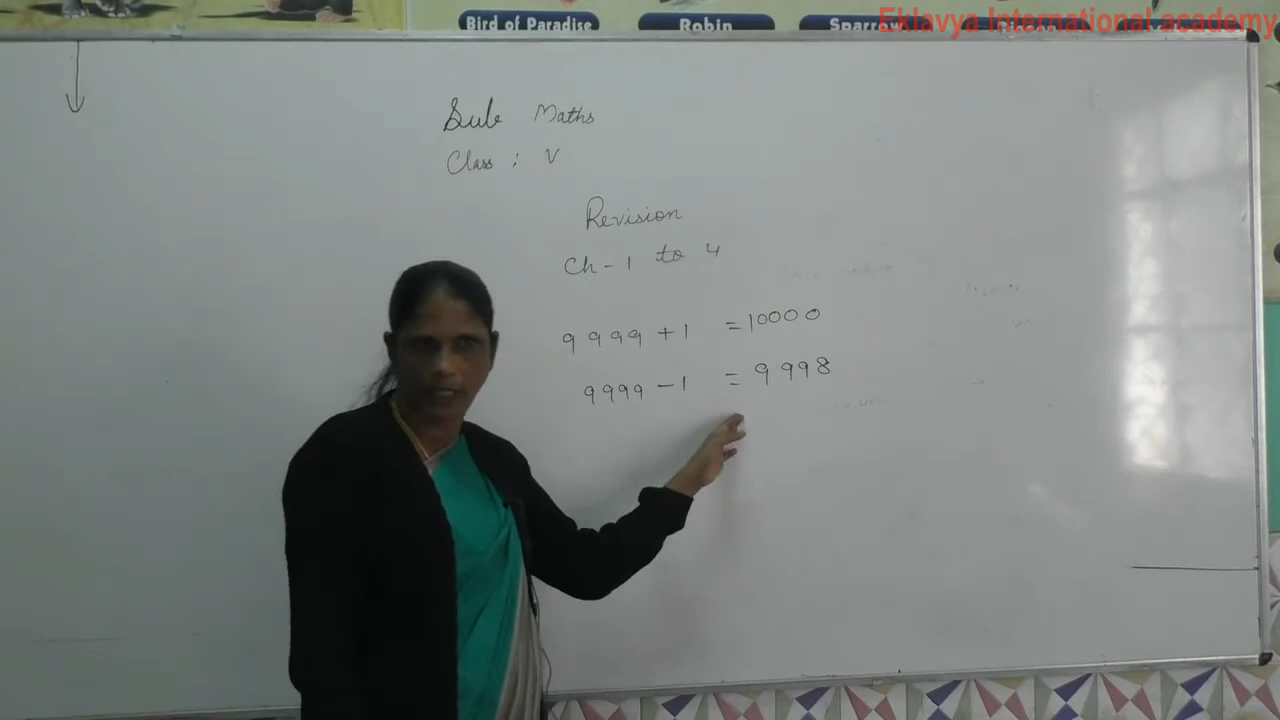 Bird of Paradise
Robin
Eklavya International academy
Sub Maths
Class : V
Revision
Ch-1 to 4
9999+1 =10000
9999-1 =9998